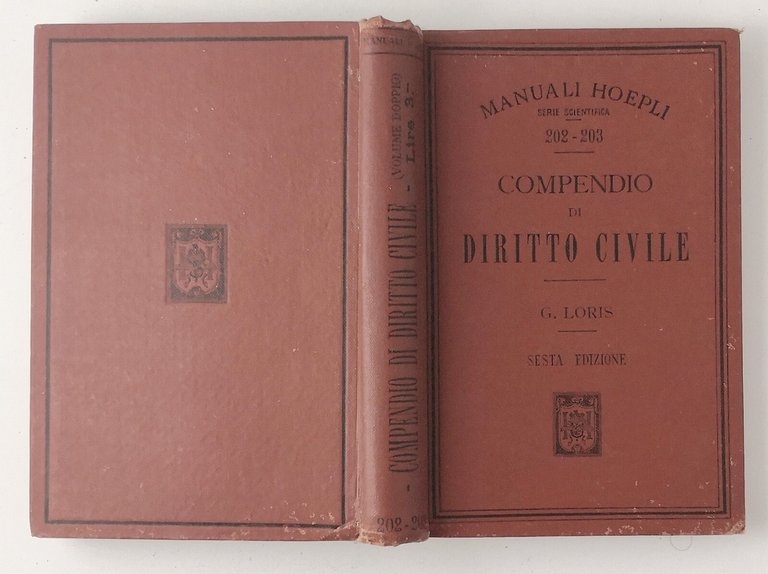 MANUALI HOEPLI
SERIE SCIENTIFICA
202-203
COMPENDIO
DI
DIRITTO CIVILE
G. LORIS
SESTA EDIZIONE
MANUALI
- COMPENDIO DI DIRITTO CIVILE -
(VOLUME DOPPIO)
Lire 3,-